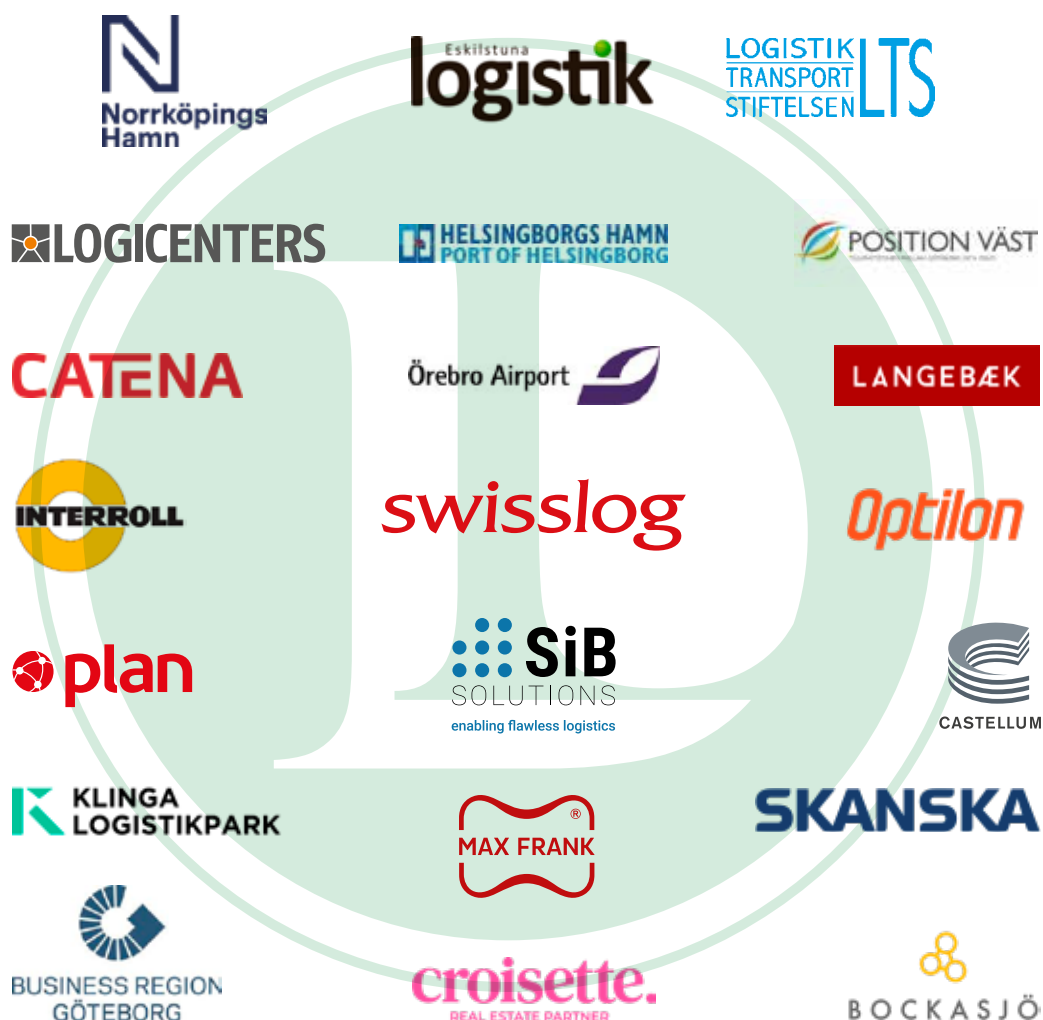 Norrköpings
Hamn
Eskilstuna
logistik
LOGISTIK
TRANSPORT
STIFTELSEN
LTS
LOGICENTERS
HELSINGBORGS HAMN
PORT OF HELSINGBORG
POSITION VÄST
CATENA
Örebro Airport
LANGEBÆK
INTERROLL
swisslog
Optilon
plan
SiB
SOLUTIONS
enabling flawless logistics
CASTELLUM
KLINGA
LOGISTIKPARK
MAX FRANK
®
SKANSKA
BUSINESS REGION
GÖTEBORG
croisette.
REAL ESTATE PARTNER
BOCKASJÖ